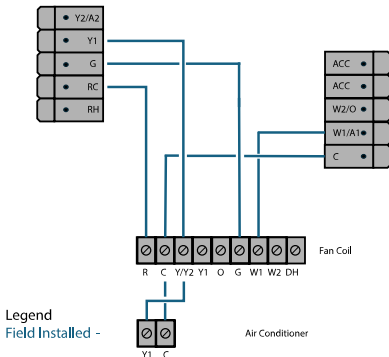 Y2/A2
Y1
G
RC
RH
ACC
ACC
W2/O
W1/A1
C
Fan Coil
R C Y/Y2 Y1 O G W1 W2 DH
Legend
Field Installed -
Air Conditioner
Y1 C